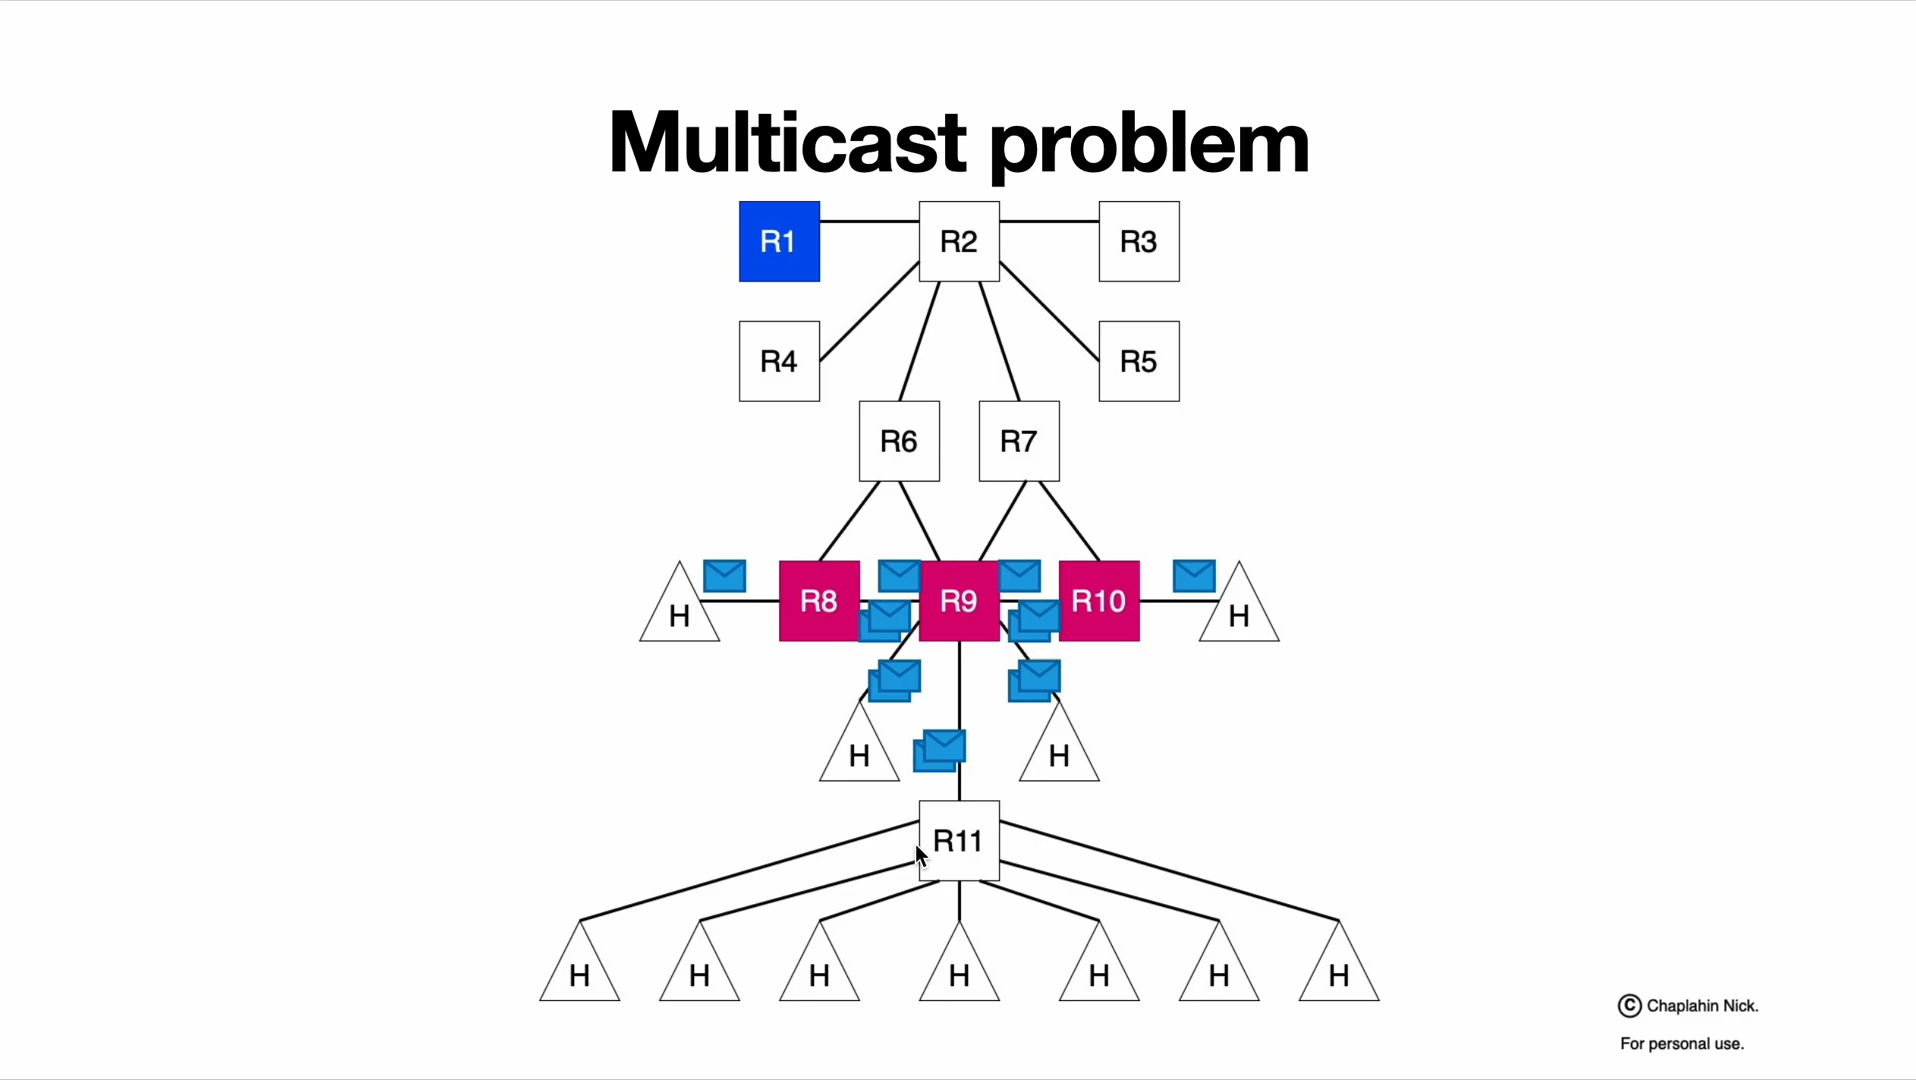 Multicast problem
R1
R2
R3
R4
R5
R6
R7
H
R8
R9
R10
H
H
H
R11
H
H
H
H
H
H
H
© Chaplahin Nick.
For personal use.